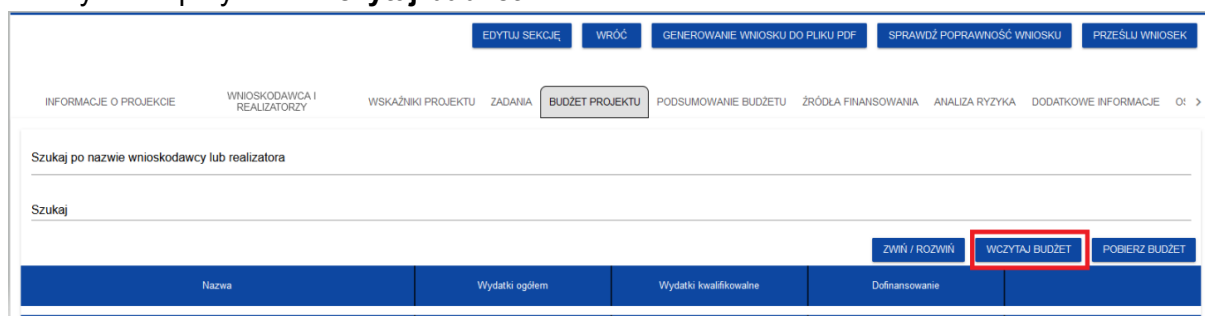 EDYTUJ SEKCJĘ WRÓĆ GENEROWANIE WNIOSKU DO PLIKU PDF SPRAWDŹ POPRAWNOŚĆ WNIOSKU PRZEŚLIJ WNIOSEK
INFORMACJE O PROJEKCIE WNIOSKODAWCA I REALIZATORZY WSKAŹNIKI PROJEKTU ZADANIA BUDŻET PROJEKTU PODSUMOWANIE BUDŻETU ŹRÓDŁA FINANSOWANIA ANALIZA RYZYKA DODATKOWE INFORMACJE
Szukaj po nazwie wnioskodawcy lub realizatora
Szukaj
ZWIŃ / ROZWIŃ WCZYTAJ BUDŻET POBIERZ BUDŻET
Nazwa Wydatki ogółem Wydatki kwalifikowalne Dofinansowanie